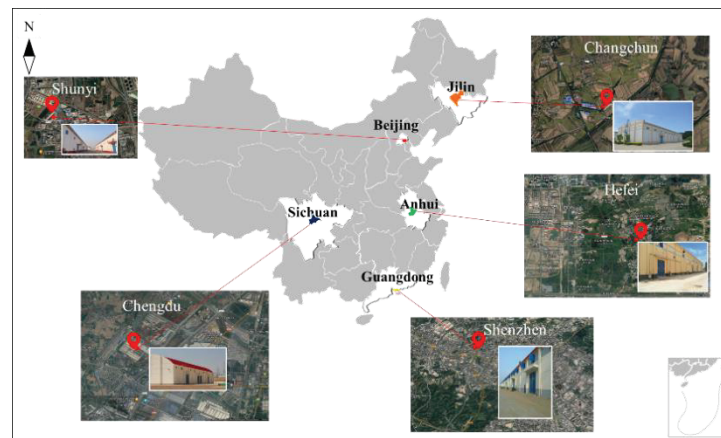 N
Shunyi
Changchun
Jilin
Beijing
Hefei
Anhui
Sichuan
Guangdong
Chengdu
Shenzhen